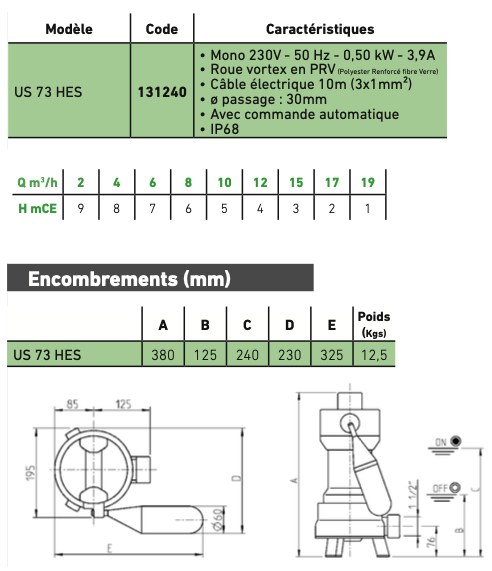 Modèle Code Caractéristiques
• Mono 230V - 50 Hz - 0,50 kW - 3,9A
• Roue vortex en PRV (Polyester Renforcé fibre Verre)
US 73 HES 131240 • Câble électrique 10m (3x1mm²)
• ø passage : 30mm
• Avec commande automatique
• IP68
Q m³/h 2 4 6 8 10 12 15 17 19
H mCE 9 8 7 6 5 4 3 2 1
Encombrements (mm)
A B C D E Poids
(Kgs)
US 73 HES 380 125 240 230 325 12,5
85 125
195
D
Ø60
E
A
ON
OFF
1 1/2"
76
B
C